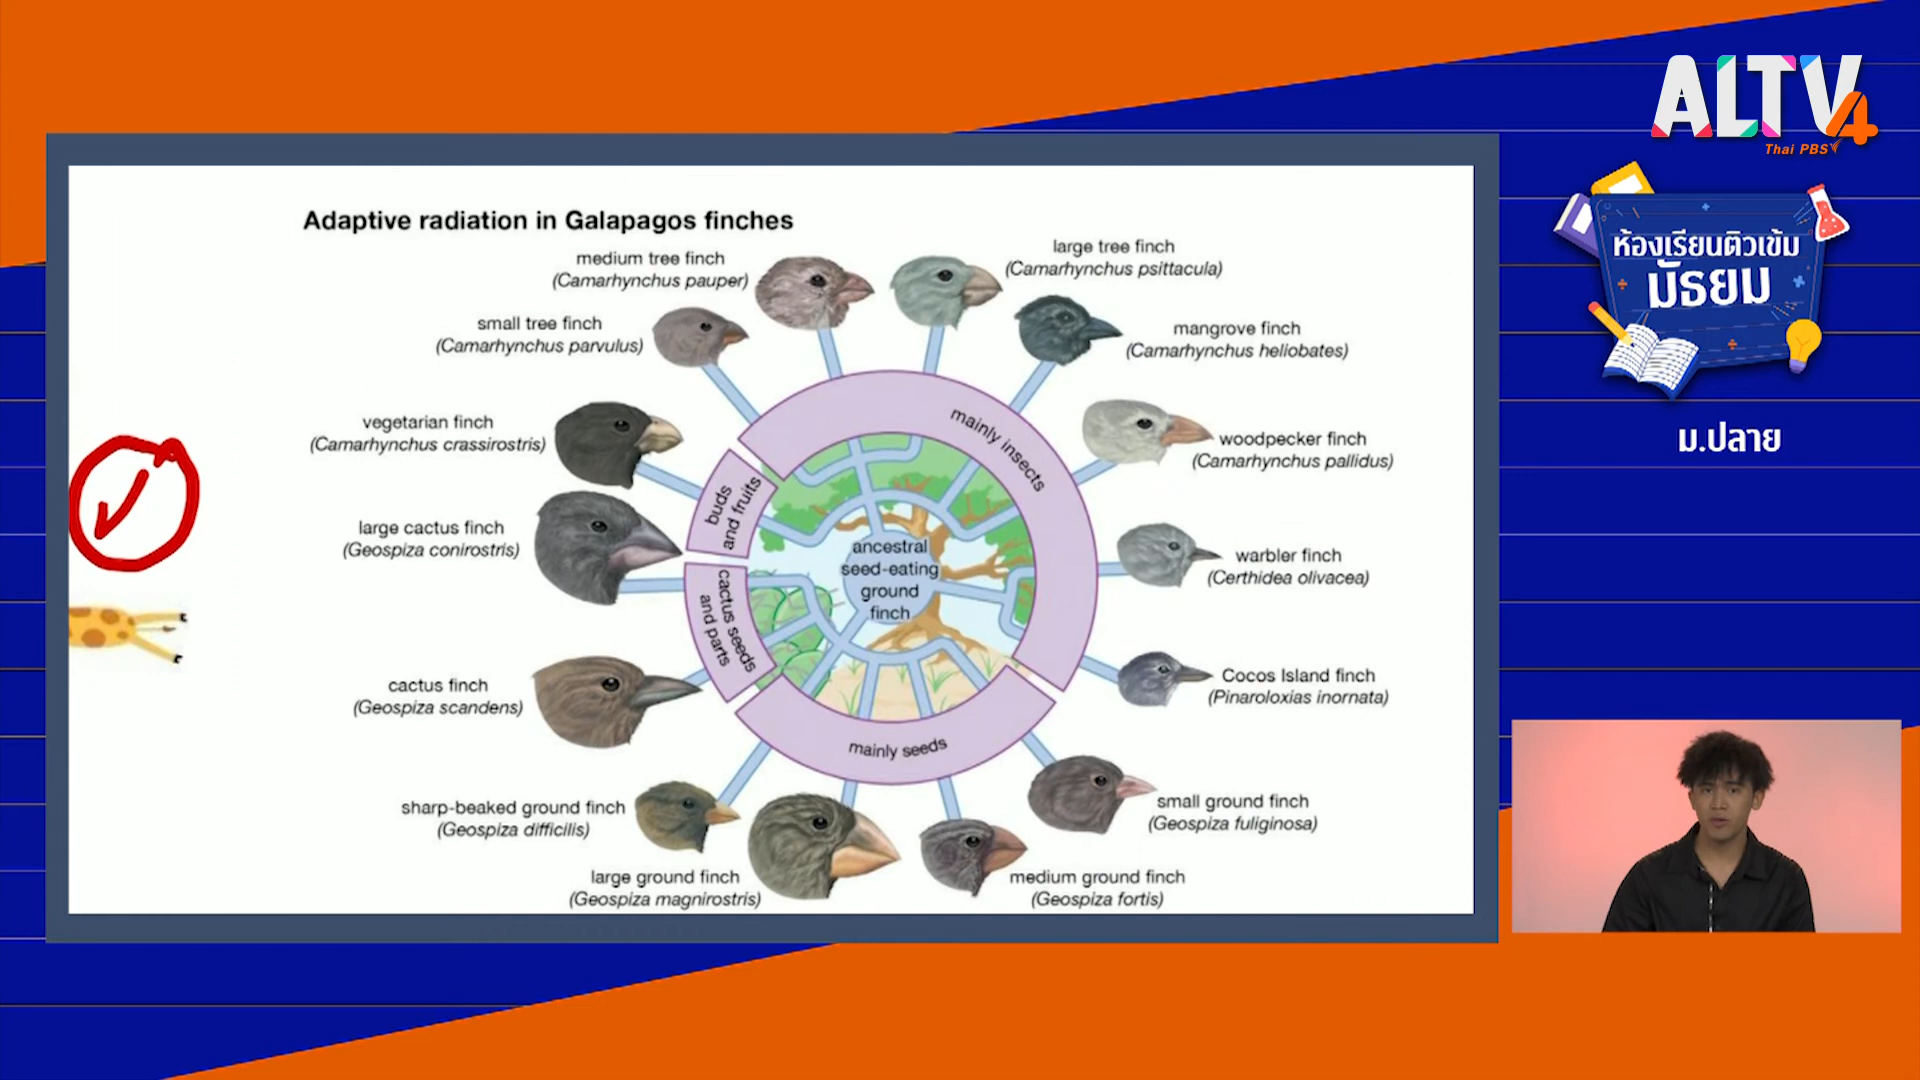 ALTV4
Thai PBS
ห้องเรียนติวเข้ม
มัธยม
ม.ปลาย
Adaptive radiation in Galapagos finches
medium tree finch
(Camarhynchus pauper)
large tree finch
(Camarhynchus psittacula)
small tree finch
(Camarhynchus parvulus)
mangrove finch
(Camarhynchus heliobates)
vegetarian finch
(Camarhynchus crassirostris)
woodpecker finch
(Camarhynchus pallidus)
large cactus finch
(Geospiza conirostris)
warbler finch
(Certhidea olivacea)
cactus finch
(Geospiza scandens)
Cocos Island finch
(Pinaroloxias inornata)
sharp-beaked ground finch
(Geospiza difficilis)
small ground finch
(Geospiza fuliginosa)
large ground finch
(Geospiza magnirostris)
medium ground finch
(Geospiza fortis)
mainly insects
buds
and fruits
cactus seeds
and parts
mainly seeds
ancestral
seed-eating
ground
finch